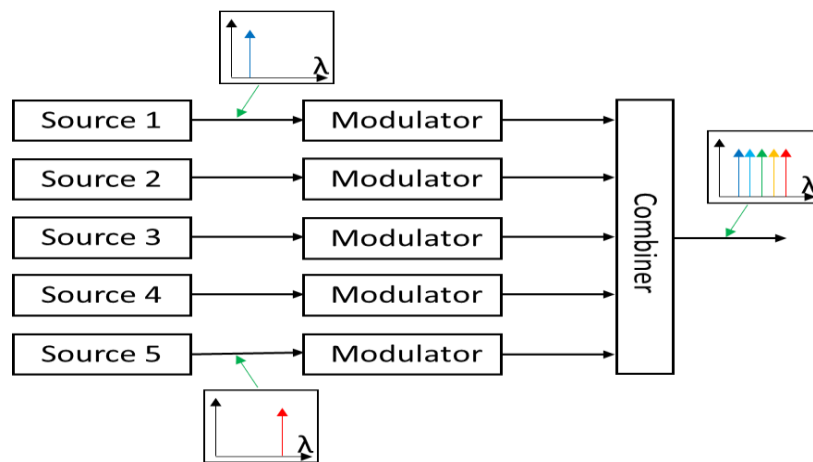 λ
Source 1 Modulator
λ
Source 2 Modulator
Combiner
Source 3 Modulator
Source 4 Modulator
Source 5 Modulator
λ